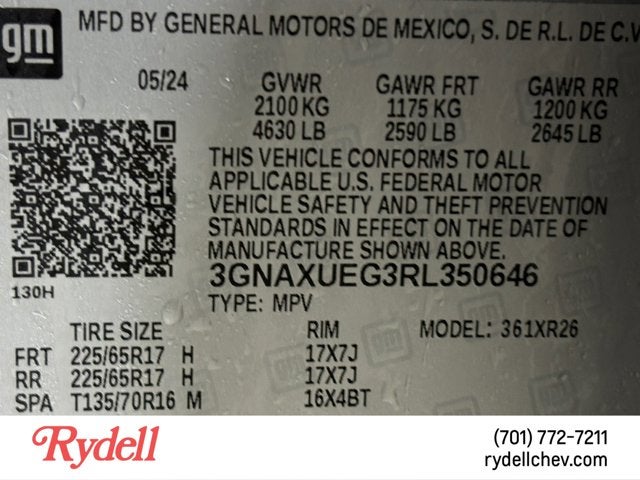 gm
MFD BY GENERAL MOTORS DE MEXICO, S. DE R.L. DE C.V
05/24 GVWR GAWR FRT GAWR RR
2100 KG 1175 KG 1200 KG
4630 LB 2590 LB 2645 LB
THIS VEHICLE CONFORMS TO ALL
APPLICABLE U.S. FEDERAL MOTOR
VEHICLE SAFETY AND THEFT PREVENTION
STANDARDS IN EFFECT ON THE DATE OF
MANUFACTURE SHOWN ABOVE.
3GNAXUEG3RL350646
130H
TYPE: MPV
TIRE SIZE RIM MODEL: 361XR26
FRT 225/65R17 H 17X7J
RR 225/65R17 H 17X7J
SPA T135/70R16 M 16X4BT
Rydell
(701) 772-7211
rydellchev.com